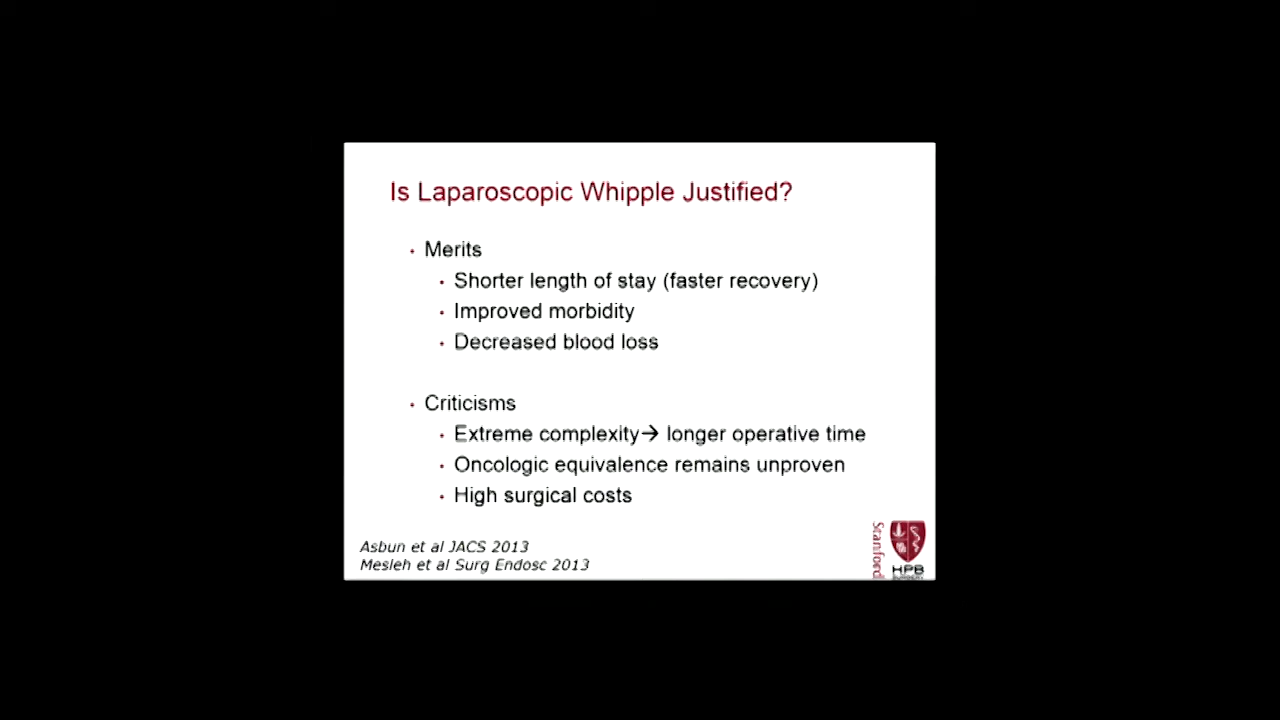 Is Laparoscopic Whipple Justified?
Merits
Shorter length of stay (faster recovery)
Improved morbidity
Decreased blood loss
Criticisms
Extreme complexity→ longer operative time
Oncologic equivalence remains unproven
High surgical costs
Asbun et al JACS 2013
Mesleh et al Surg Endosc 2013
Stanford
HPB
SURGERY